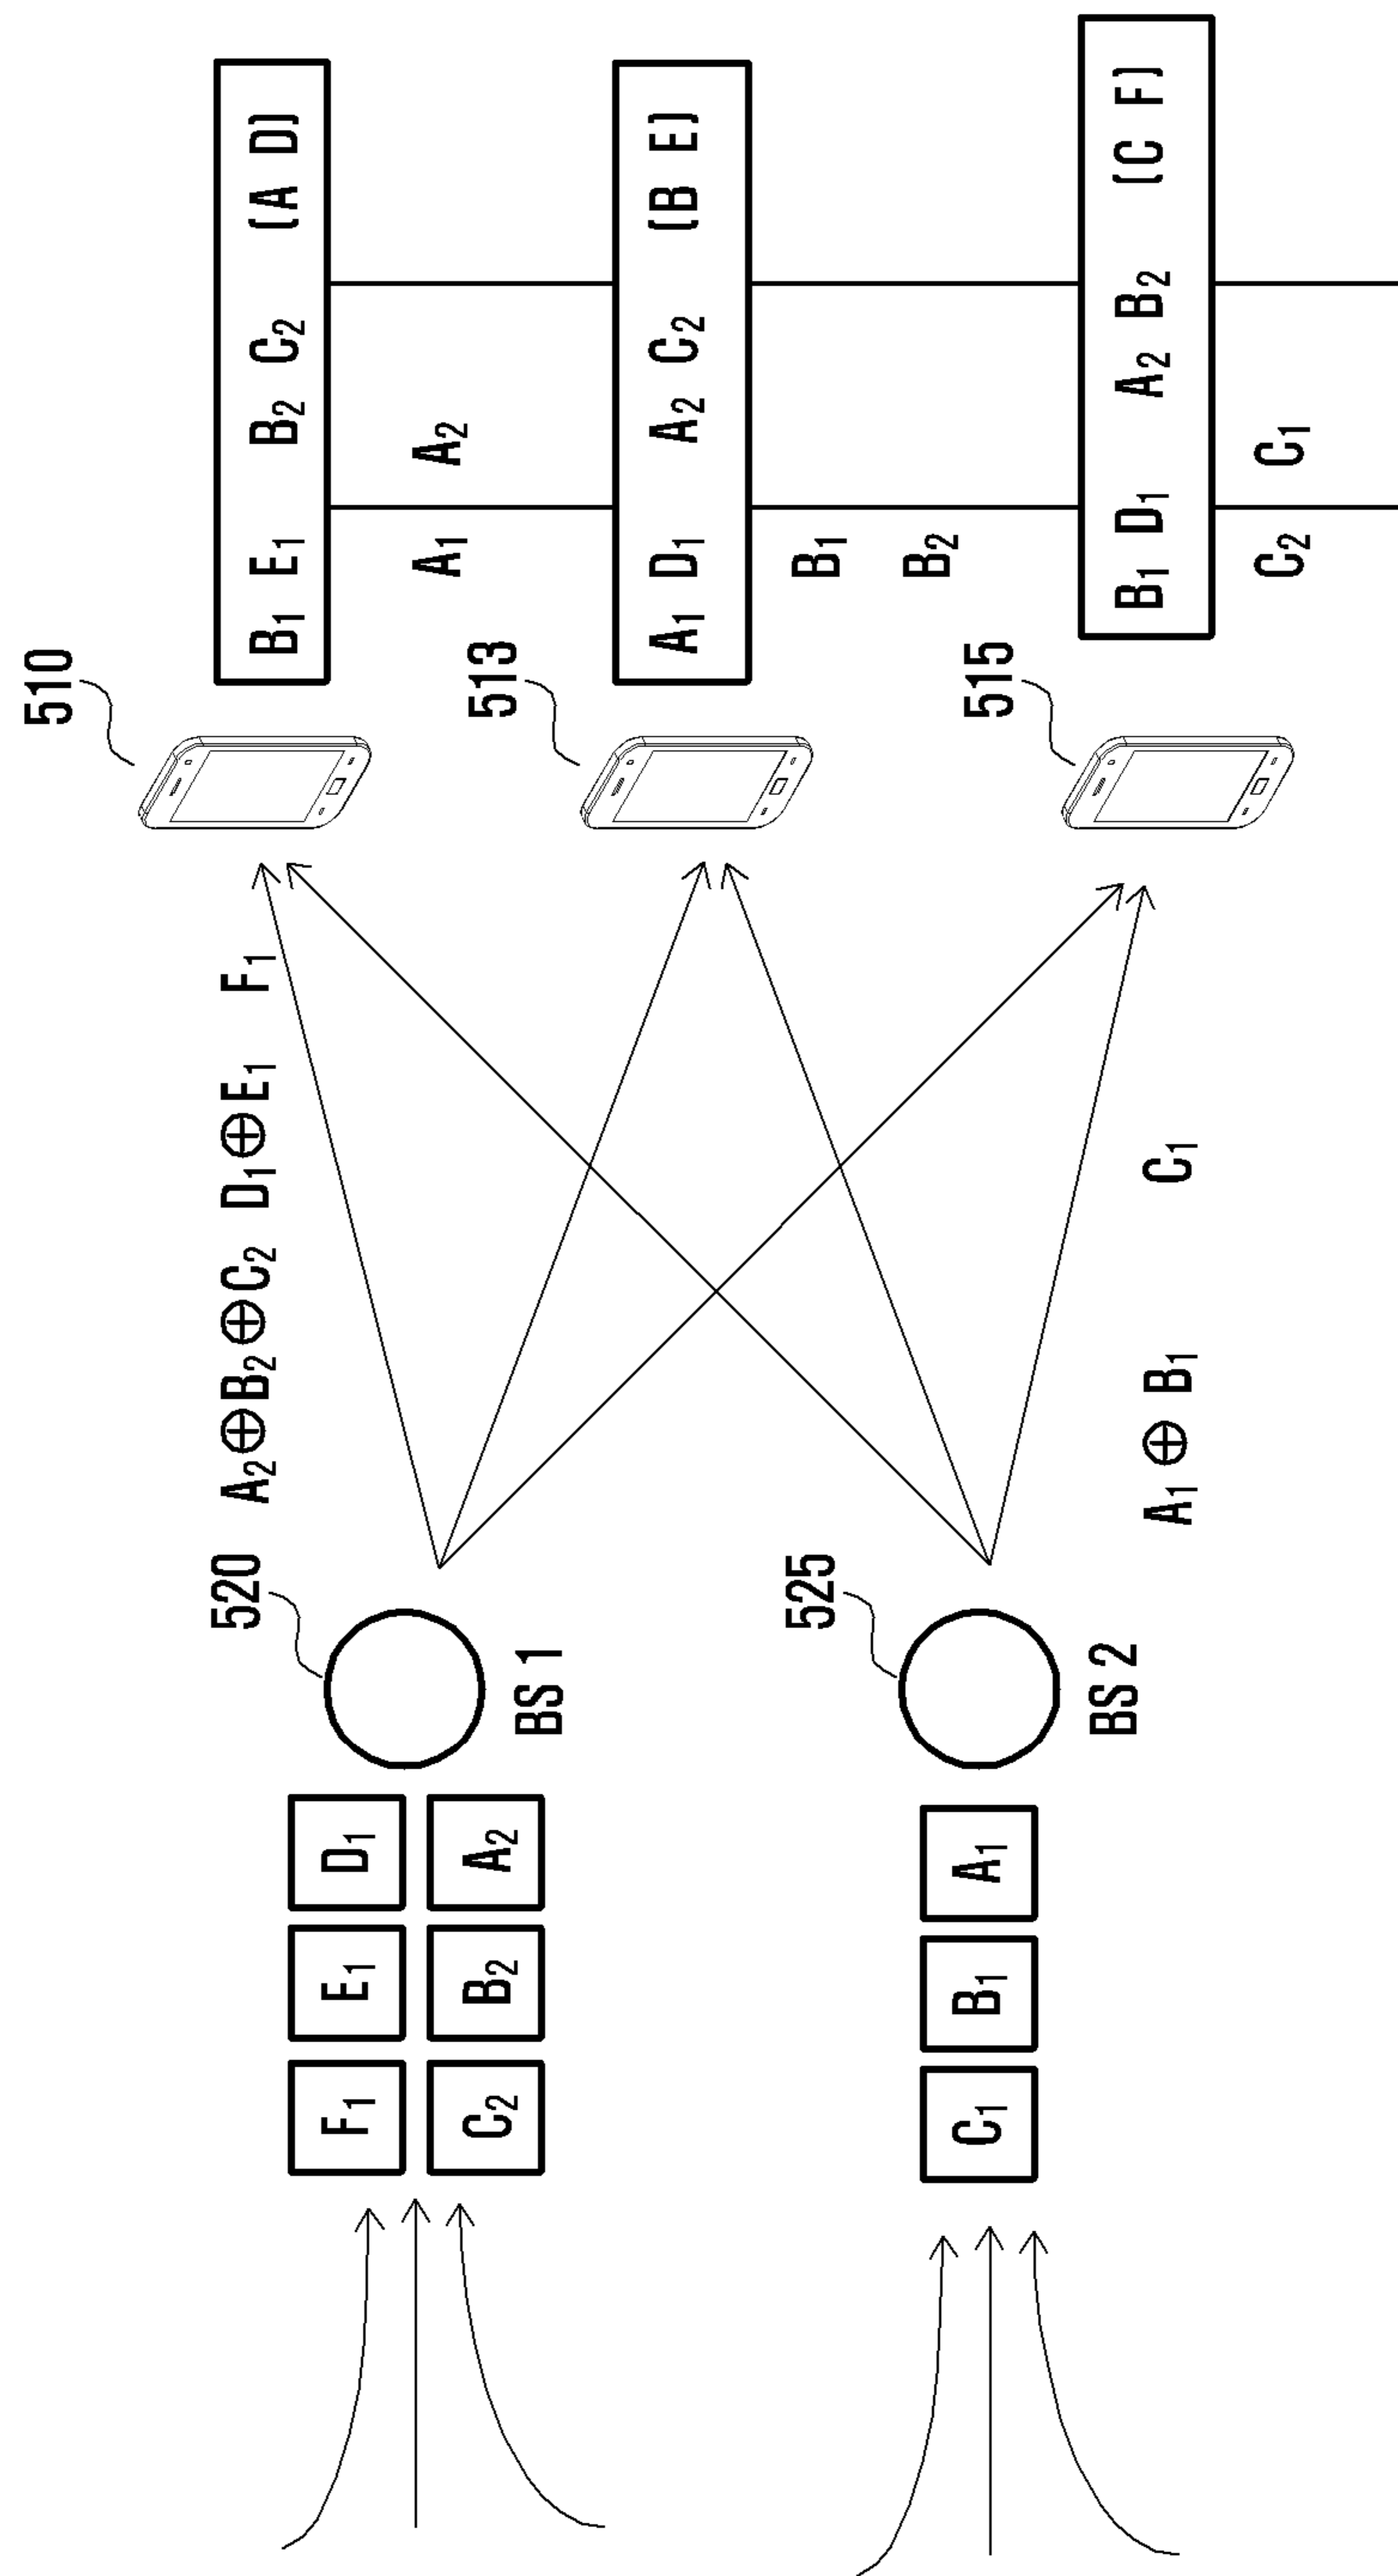 510
B1 E1 B2 C2 (A D)
A1 A2
513
A1 D1 A2 C2 (B E)
B1
B2
515
B1 D1 A2 B2 (C F)
C2 C1
A2⊕B2⊕C2 D1⊕E1 F1
520
BS 1
F1 E1 D1
C2 B2 A2
525
BS 2
C1 B1 A1
A1 ⊕ B1 C1